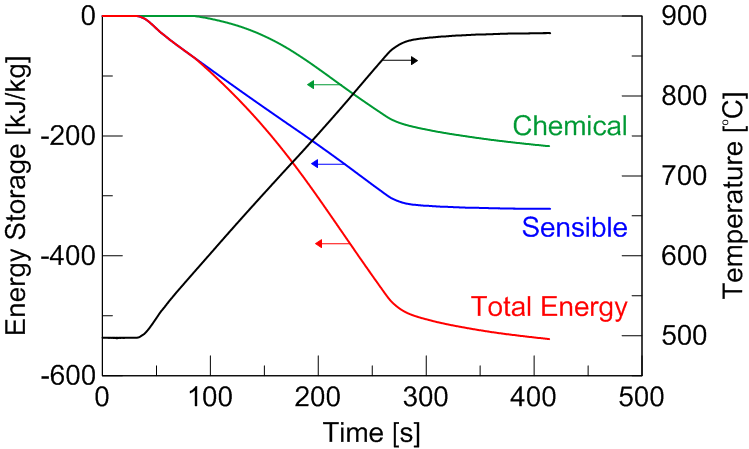 0
-200
-400
-600
Energy Storage [kJ/kg]
900
800
700
600
500
Temperature [°C]
Chemical
Sensible
Total Energy
0 100 200 300 400 500
Time [s]